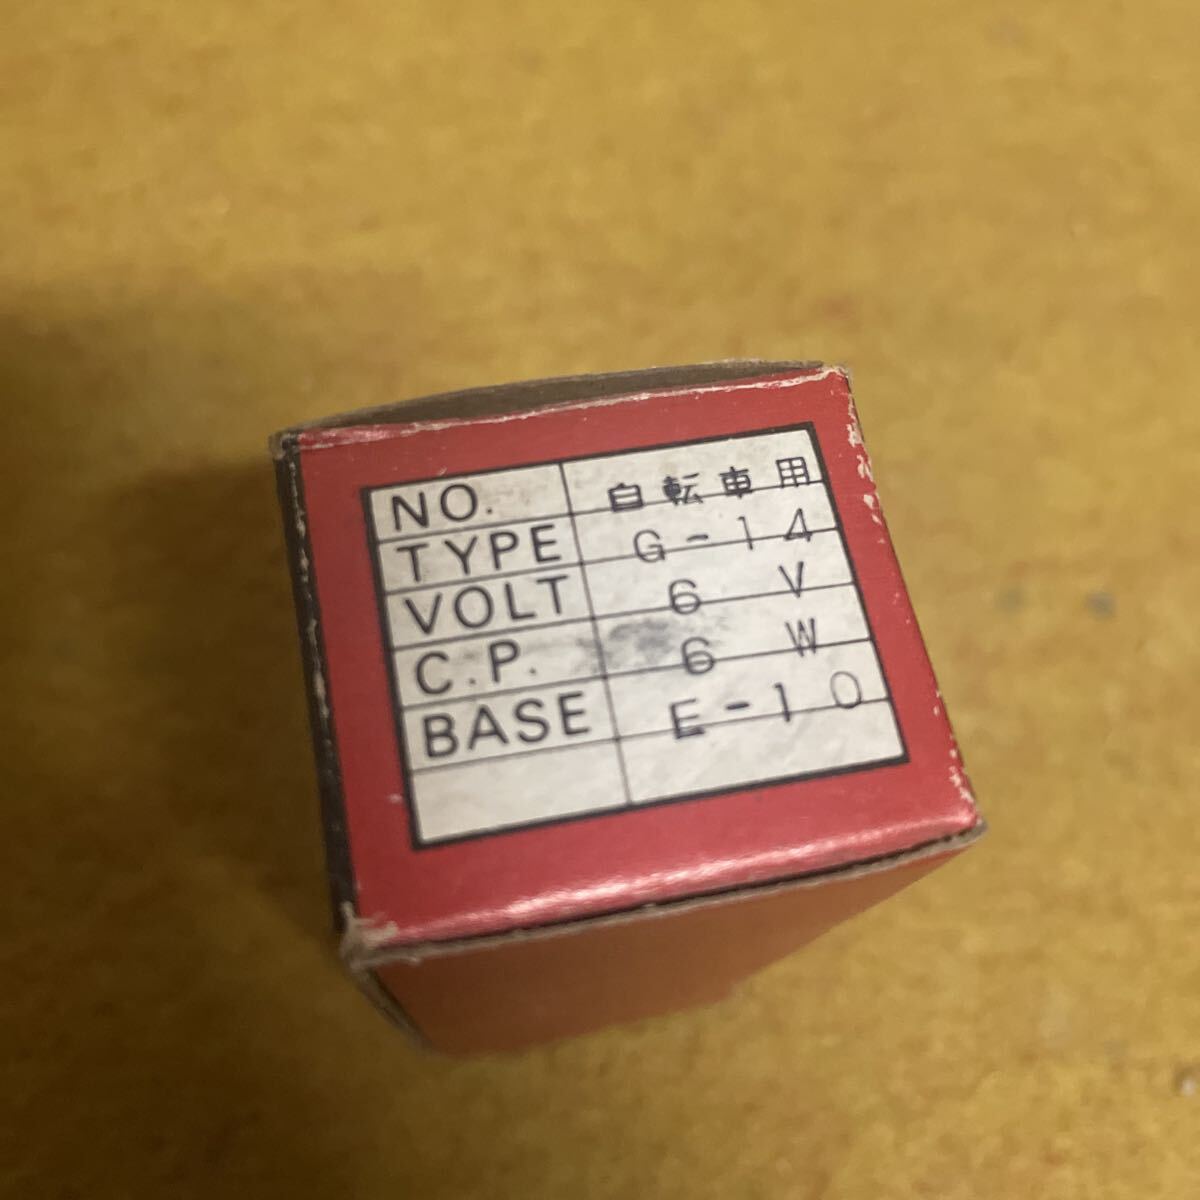 NO. 自転車用
TYPE G-14
VOLT 6 V
C.P. 6 W
BASE E-10